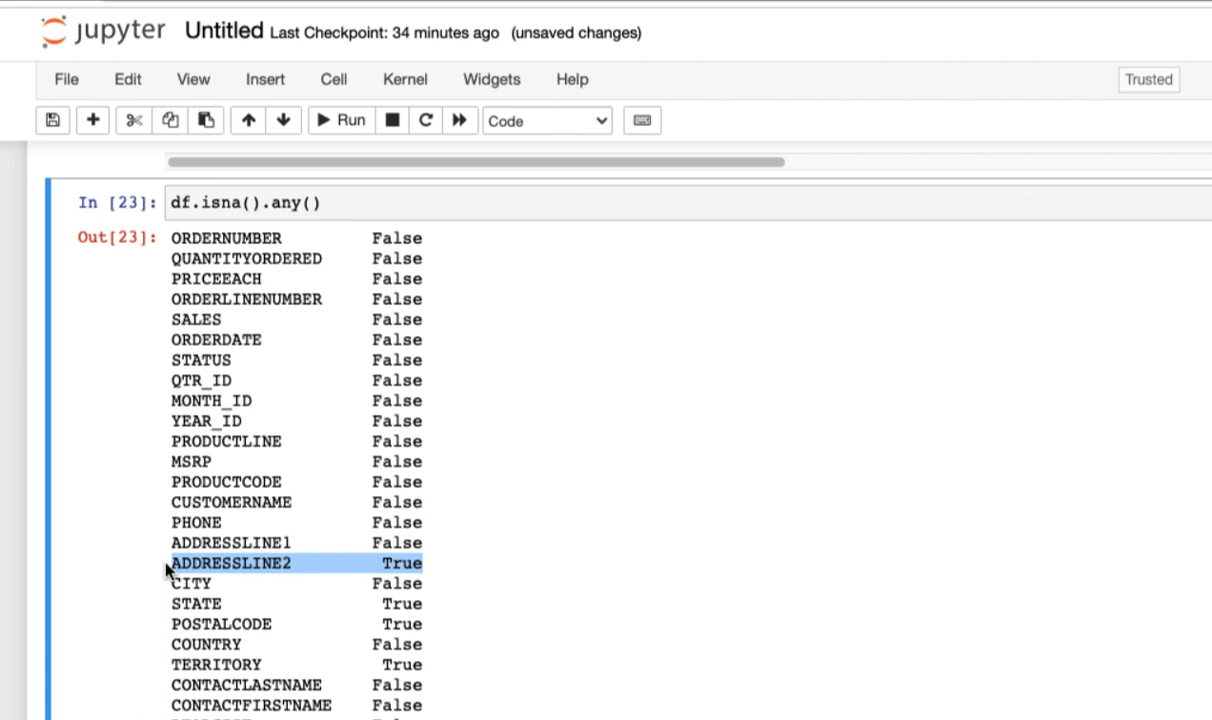 jupyter Untitled Last Checkpoint: 34 minutes ago (unsaved changes)
File Edit View Insert Cell Kernel Widgets Help Trusted
Run Code
In [23]: df.isna().any()
Out[23]: ORDERNUMBER False
QUANTITYORDERED False
PRICEEACH False
ORDERLINENUMBER False
SALES False
ORDERDATE False
STATUS False
QTR_ID False
MONTH_ID False
YEAR_ID False
PRODUCTLINE False
MSRP False
PRODUCTCODE False
CUSTOMERNAME False
PHONE False
ADDRESSLINE1 False
ADDRESSLINE2 True
CITY False
STATE True
POSTALCODE True
COUNTRY False
TERRITORY True
CONTACTLASTNAME False
CONTACTFIRSTNAME False